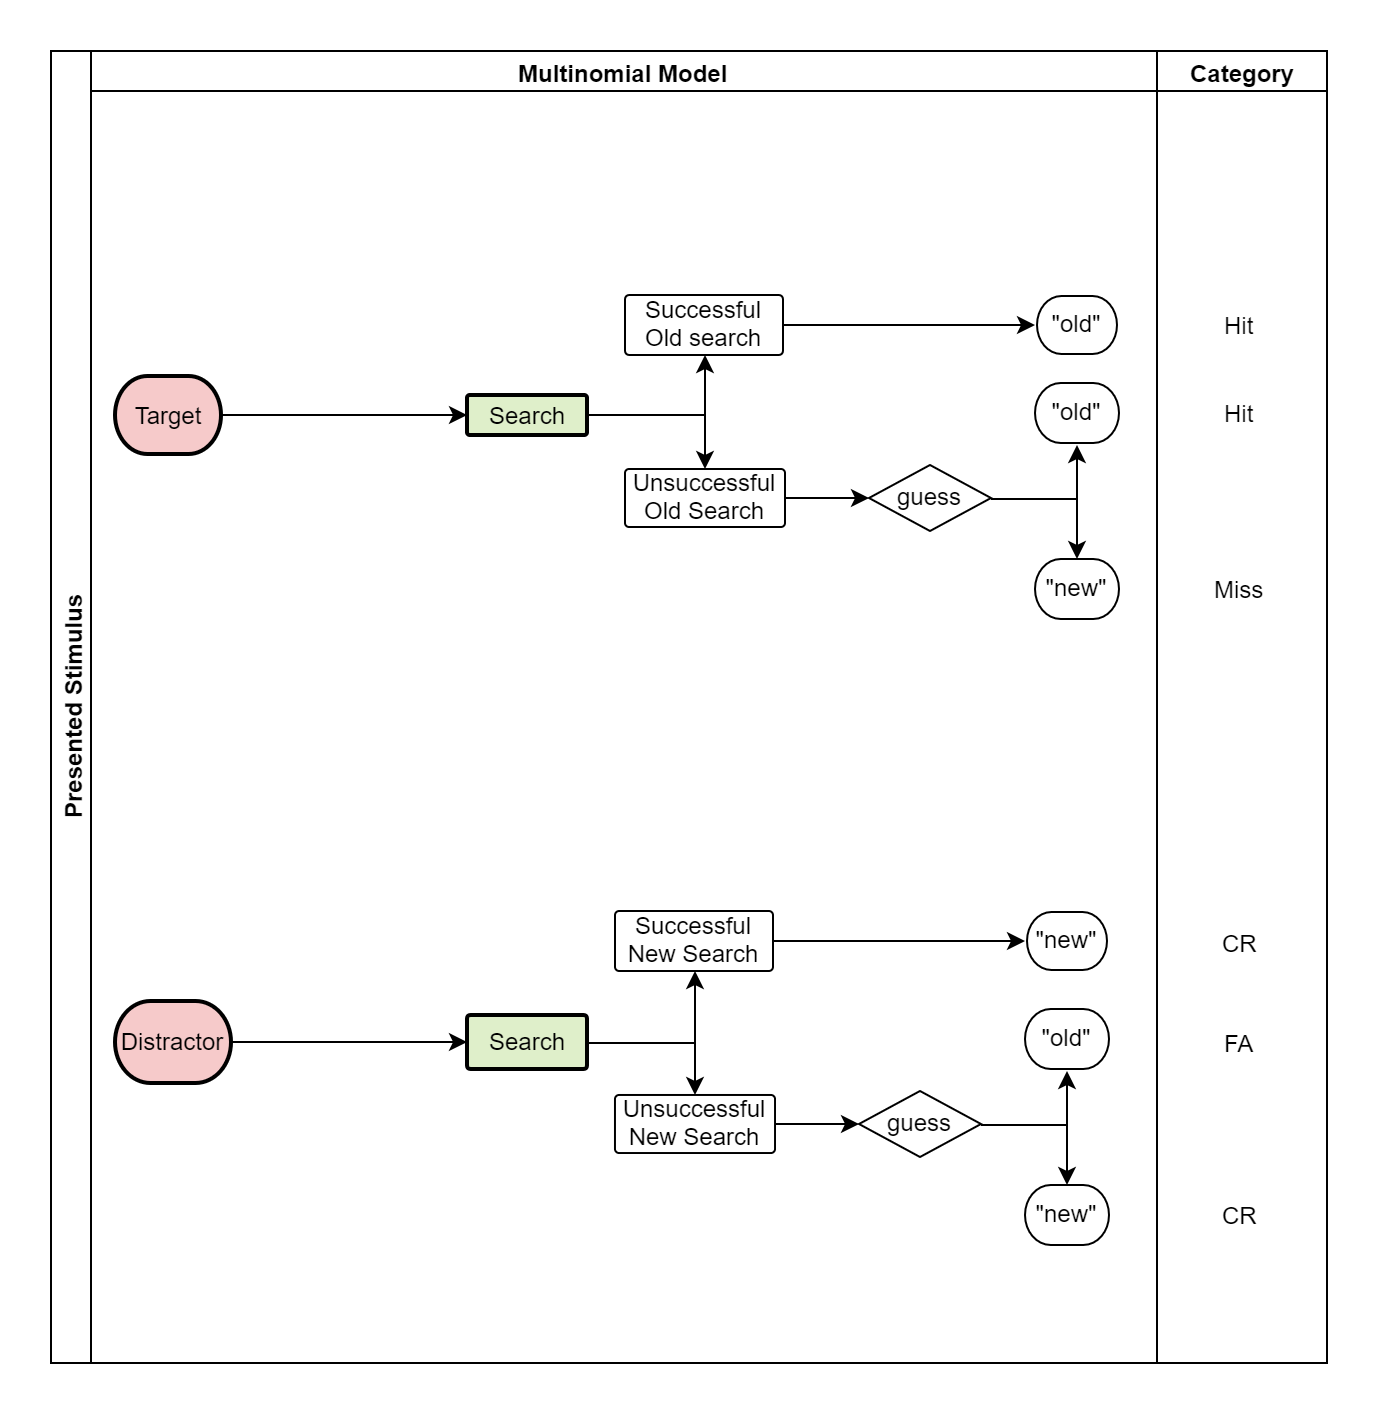 Multinomial Model
Category
Presented Stimulus
Successful
Old search
"old"
Hit
Target
Search
"old"
Hit
Unsuccessful
Old Search
guess
"new"
Miss
Successful
New Search
"new"
CR
Distractor
Search
"old"
FA
Unsuccessful
New Search
guess
"new"
CR